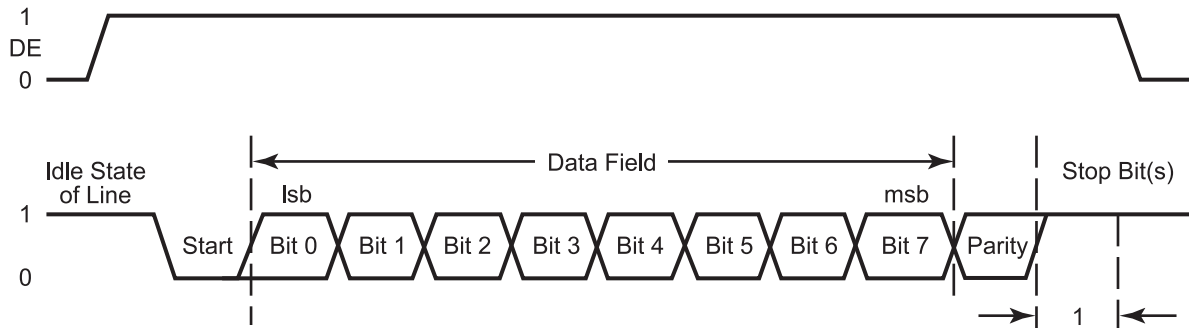 1
DE
0
Data Field
Idle State
of Line
Stop Bit(s)
lsb
msb
1
Start
Bit 0
Bit 1
Bit 2
Bit 3
Bit 4
Bit 5
Bit 6
Bit 7
Parity
0
1